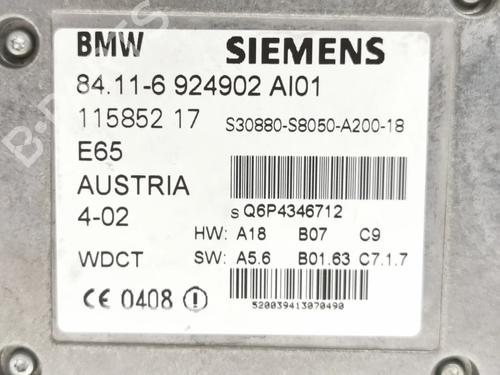 BMW SIEMENS
84.11-6 924902 AI01
115852 17 S30880-S8050-A200-18
E65
AUSTRIA
4-02 S Q6P4346712
HW: A18 B07 C9
WDCT SW: A5.6 B01.63 C7.1.7
CE 0408
520039413070490